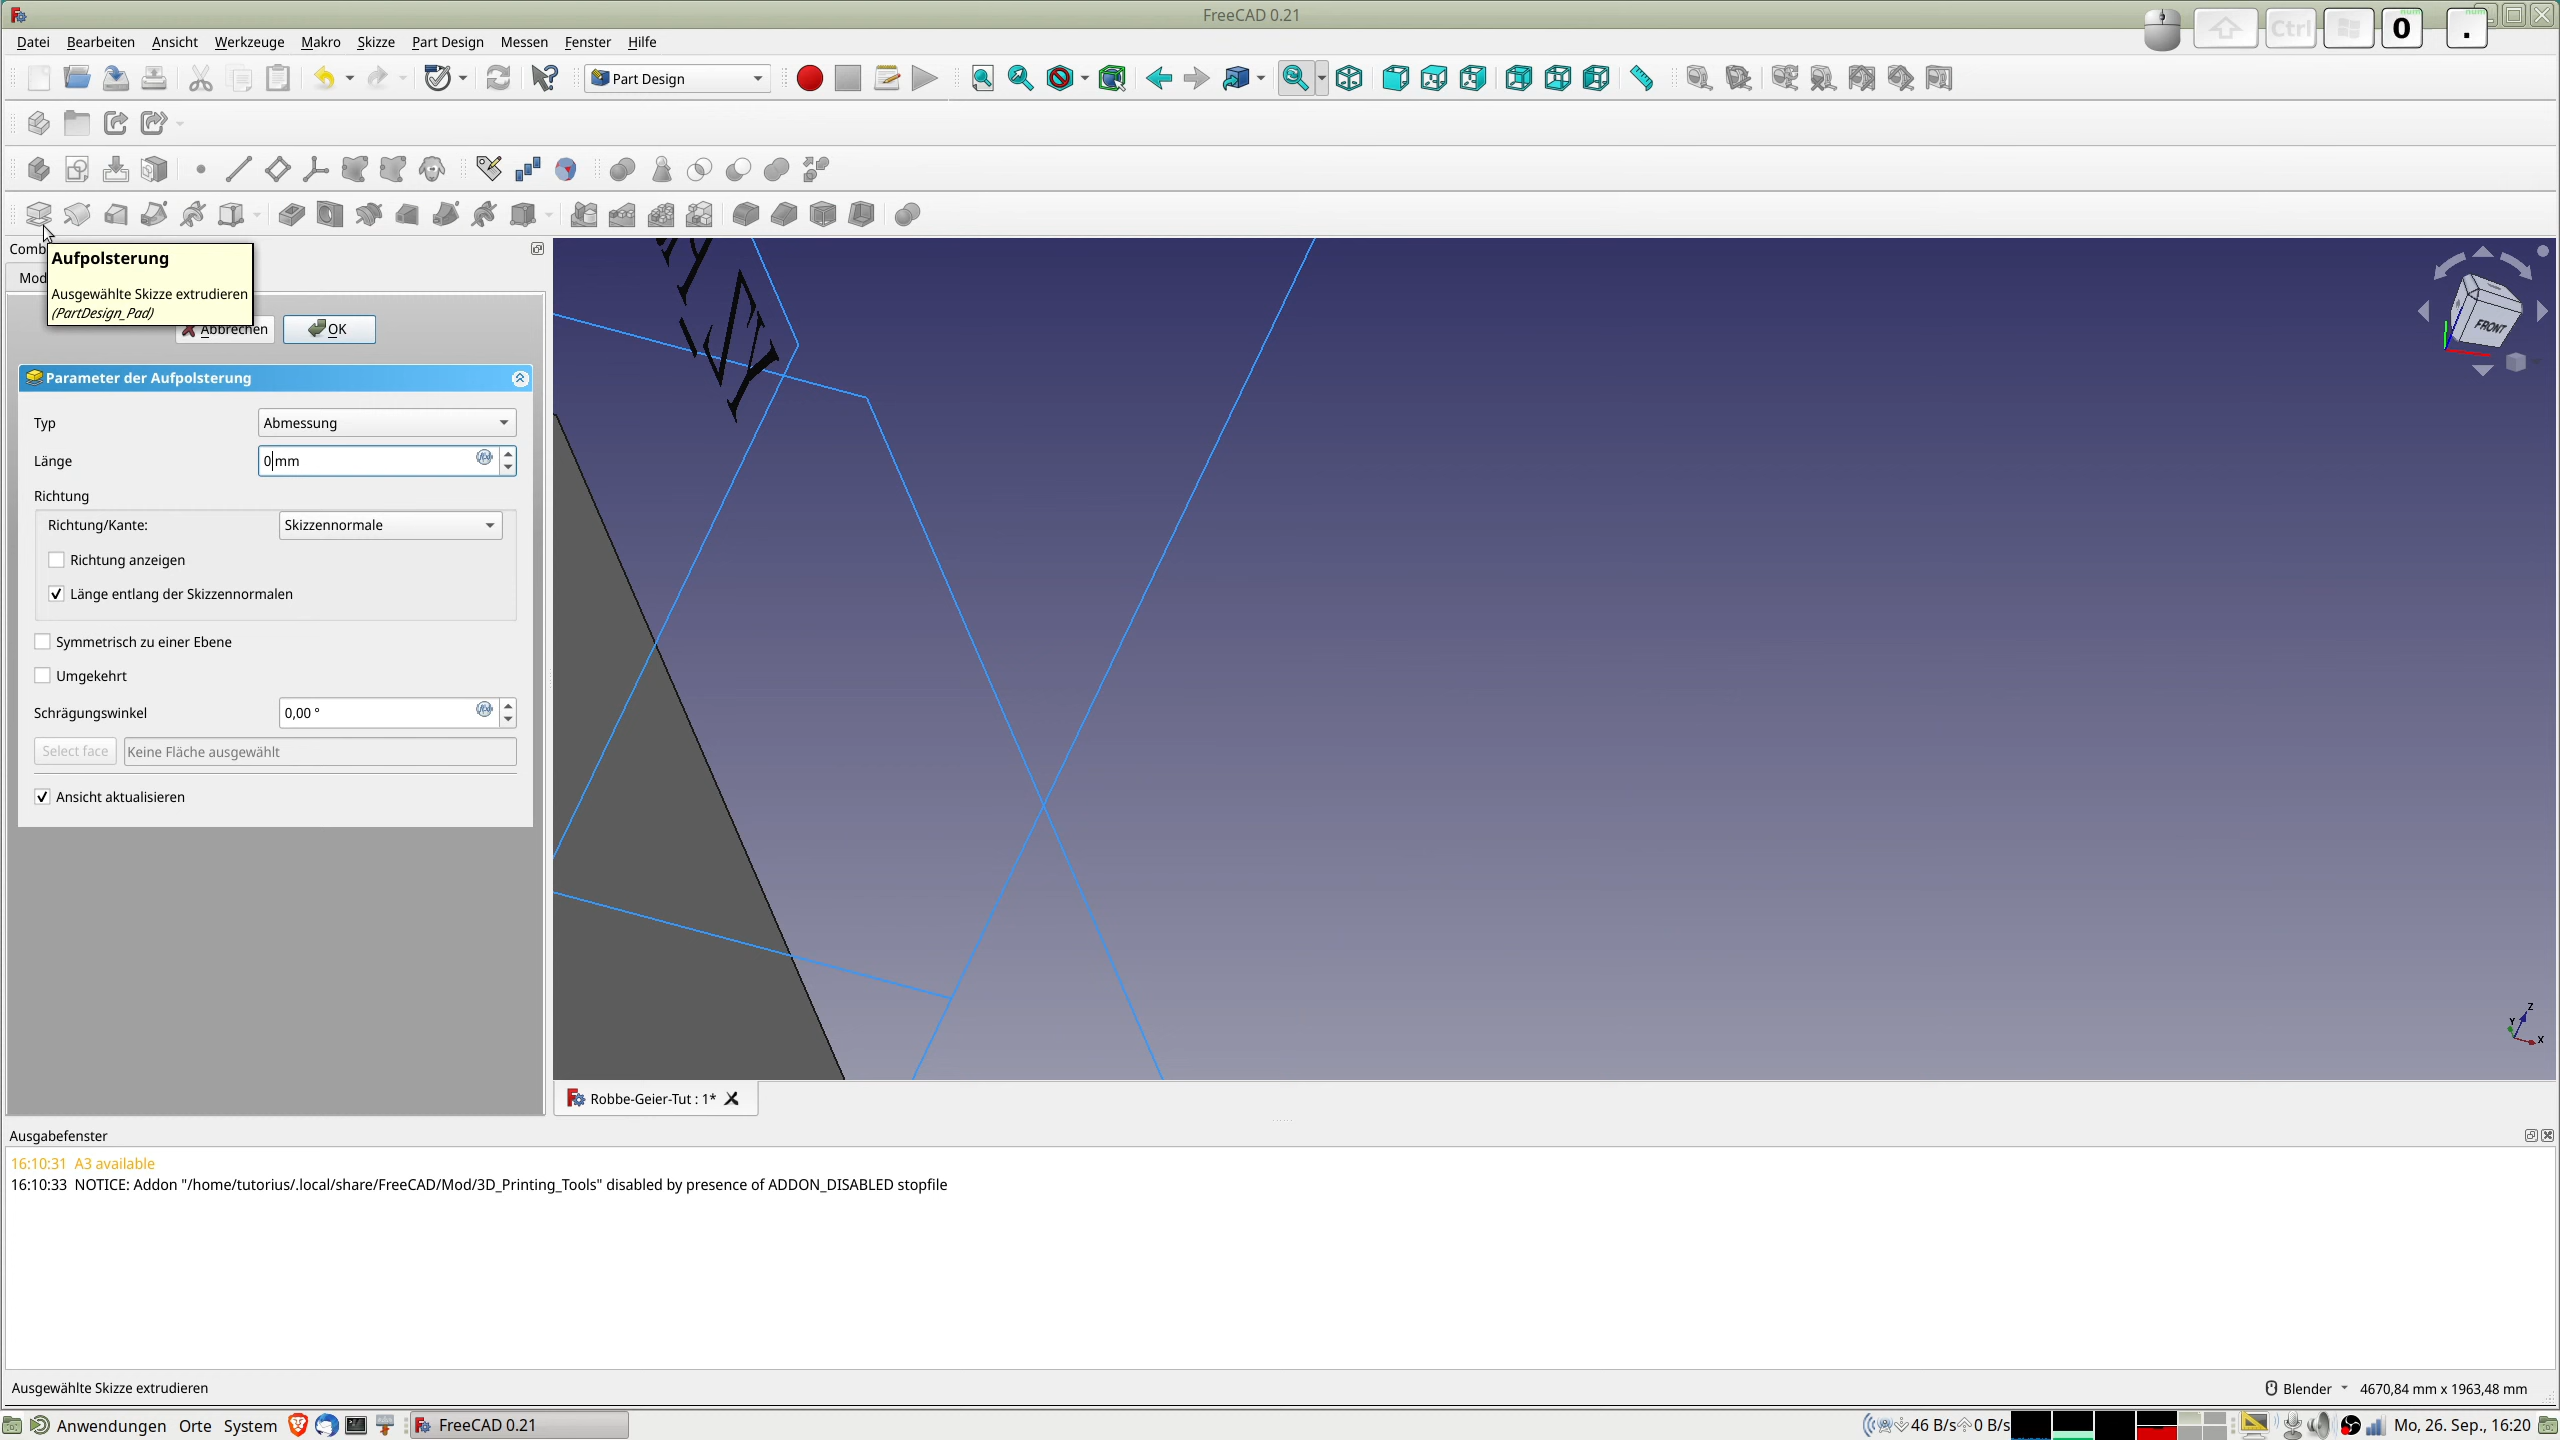 FreeCAD 0.21
Ctrl
0
.
Datei Bearbeiten Ansicht Werkzeuge Makro Skizze Part Design Messen Fenster Hilfe
Part Design
Comb
Mod
Aufpolsterung
Ausgewählte Skizze extrudieren
(PartDesign_Pad)
Abbrechen OK
Parameter der Aufpolsterung
Typ Abmessung
Länge 0 mm
Richtung
Richtung/Kante: Skizzennormale
Richtung anzeigen
Länge entlang der Skizzennormalen
Symmetrisch zu einer Ebene
Umgekehrt
Schrägungswinkel 0,00 °
Select face Keine Fläche ausgewählt
Ansicht aktualisieren
FRONT
Z
Y
X
Robbe-Geier-Tut : 1*
Ausgabefenster
16:10:31 A3 available
16:10:33 NOTICE: Addon "/home/tutorius/.local/share/FreeCAD/Mod/3D_Printing_Tools" disabled by presence of ADDON_DISABLED stopfile
Ausgewählte Skizze extrudieren
Blender 4670,84 mm x 1963,48 mm
Anwendungen Orte System FreeCAD 0.21 46 B/s 0 B/s Mo, 26. Sep., 16:20